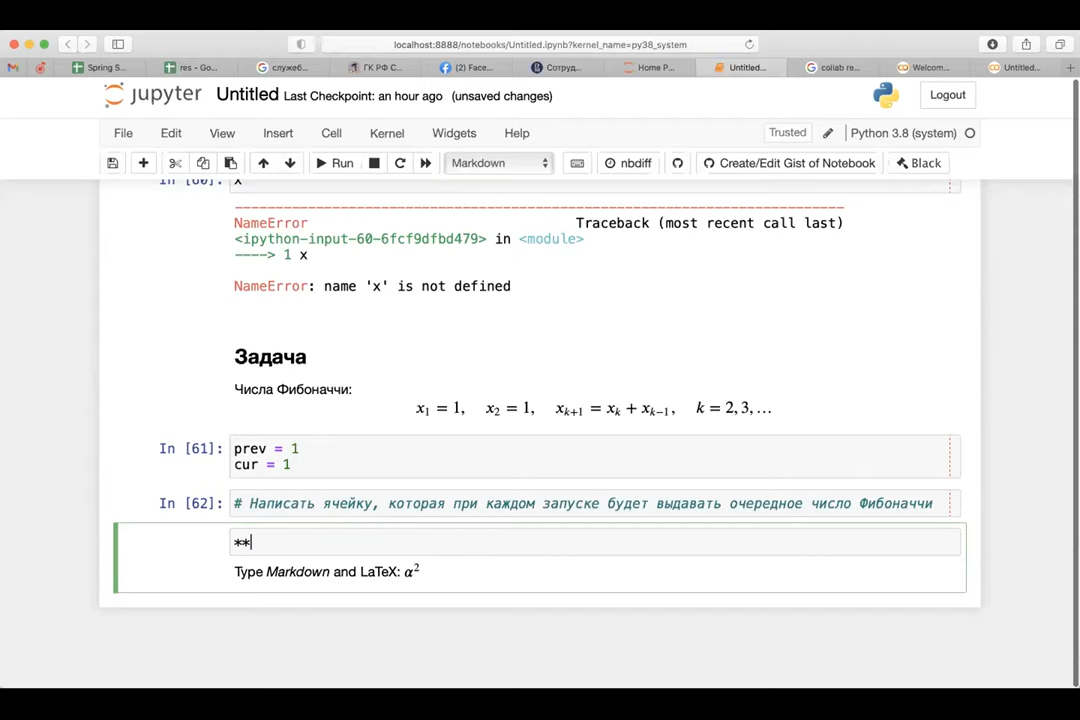 localhost:8888/notebooks/Untitled.ipynb?kernel_name=py38_system
Spring S...
res - Go...
служеб...
ГК РФ С...
(2) Face...
Сотруд...
Home P...
Untitled...
collab re...
Welcom...
Untitled...
jupyter Untitled Last Checkpoint: an hour ago (unsaved changes)
Logout
File Edit View Insert Cell Kernel Widgets Help
Trusted
Python 3.8 (system)
Run
Markdown
nbdiff
Create/Edit Gist of Notebook
Black
In [60]: x
---------------------------------------------------------------------------
NameError Traceback (most recent call last)
<ipython-input-60-6fcf9dfbd479> in <module>
----> 1 x
NameError: name 'x' is not defined
Задача
Числа Фибоначчи:
x₁ = 1, x₂ = 1, xₖ₊₁ = xₖ + xₖ₋₁, k = 2, 3, …
In [61]: prev = 1
cur = 1
In [62]: # Написать ячейку, которая при каждом запуске будет выдавать очередное число Фибоначчи
**
Type Markdown and LaTeX: α²